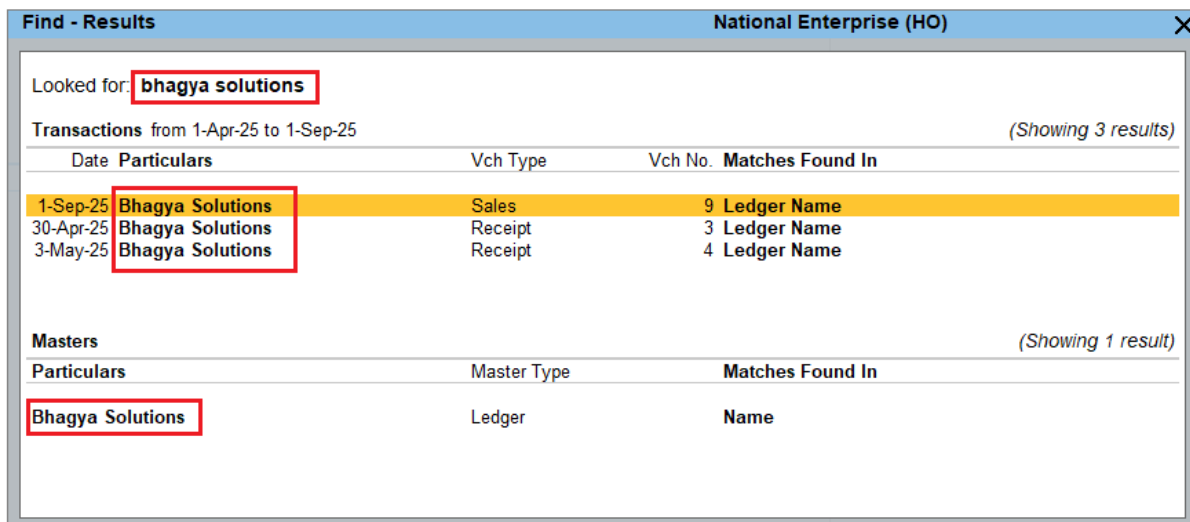 Find - Results National Enterprise (HO)
Looked for: bhagya solutions
Transactions from 1-Apr-25 to 1-Sep-25 (Showing 3 results)
Date Particulars Vch Type Vch No. Matches Found In
1-Sep-25 Bhagya Solutions Sales 9 Ledger Name
30-Apr-25 Bhagya Solutions Receipt 3 Ledger Name
3-May-25 Bhagya Solutions Receipt 4 Ledger Name
Masters (Showing 1 result)
Particulars Master Type Matches Found In
Bhagya Solutions Ledger Name